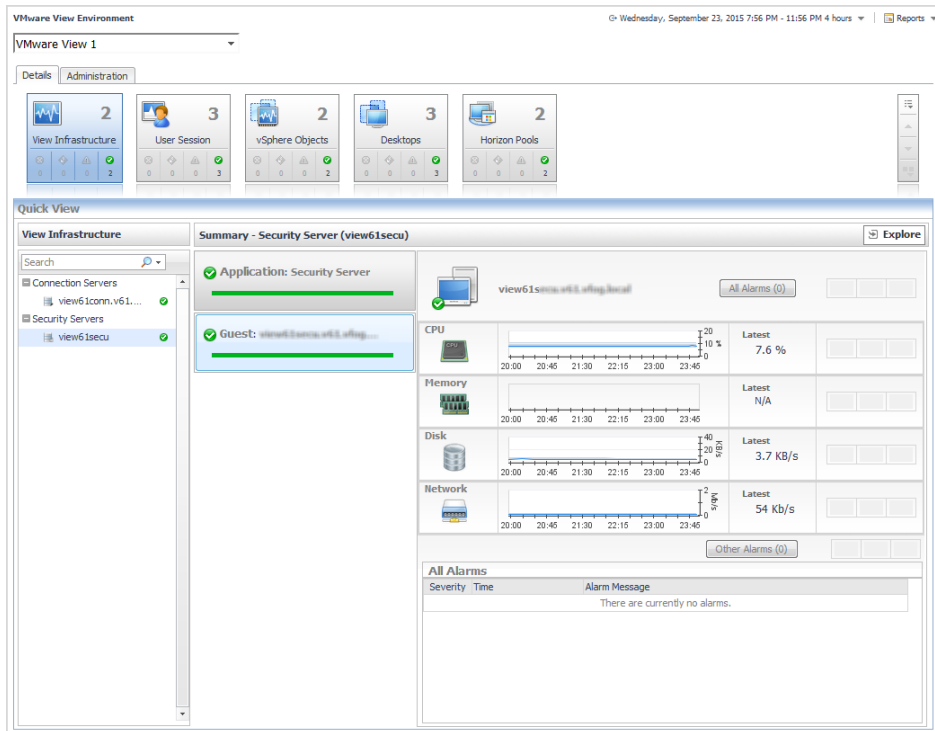 VMware View Environment
Wednesday, September 23, 2015 7:56 PM - 11:56 PM 4 hours
Reports
VMware View 1
Details
Administration
2
View Infrastructure
0 0 0 2
3
User Session
0 0 0 3
2
vSphere Objects
0 0 0 2
3
Desktops
0 0 0 3
2
Horizon Pools
0 0 0 2
Quick View
View Infrastructure
Search
Connection Servers
view61conn.v61....
Security Servers
view61secu
Summary - Security Server (view61secu)
Explore
Application: Security Server
Guest:
view61s
All Alarms (0)
CPU
CPU
20
10
0
%
20:00 20:45 21:30 22:15 23:00 23:45
Latest
7.6 %
Memory
20:00 20:45 21:30 22:15 23:00 23:45
Latest
N/A
Disk
40
20
0
KB/s
20:00 20:45 21:30 22:15 23:00 23:45
Latest
3.7 KB/s
Network
2
0
Mb/s
20:00 20:45 21:30 22:15 23:00 23:45
Latest
54 Kb/s
Other Alarms (0)
All Alarms
Severity Time Alarm Message
There are currently no alarms.